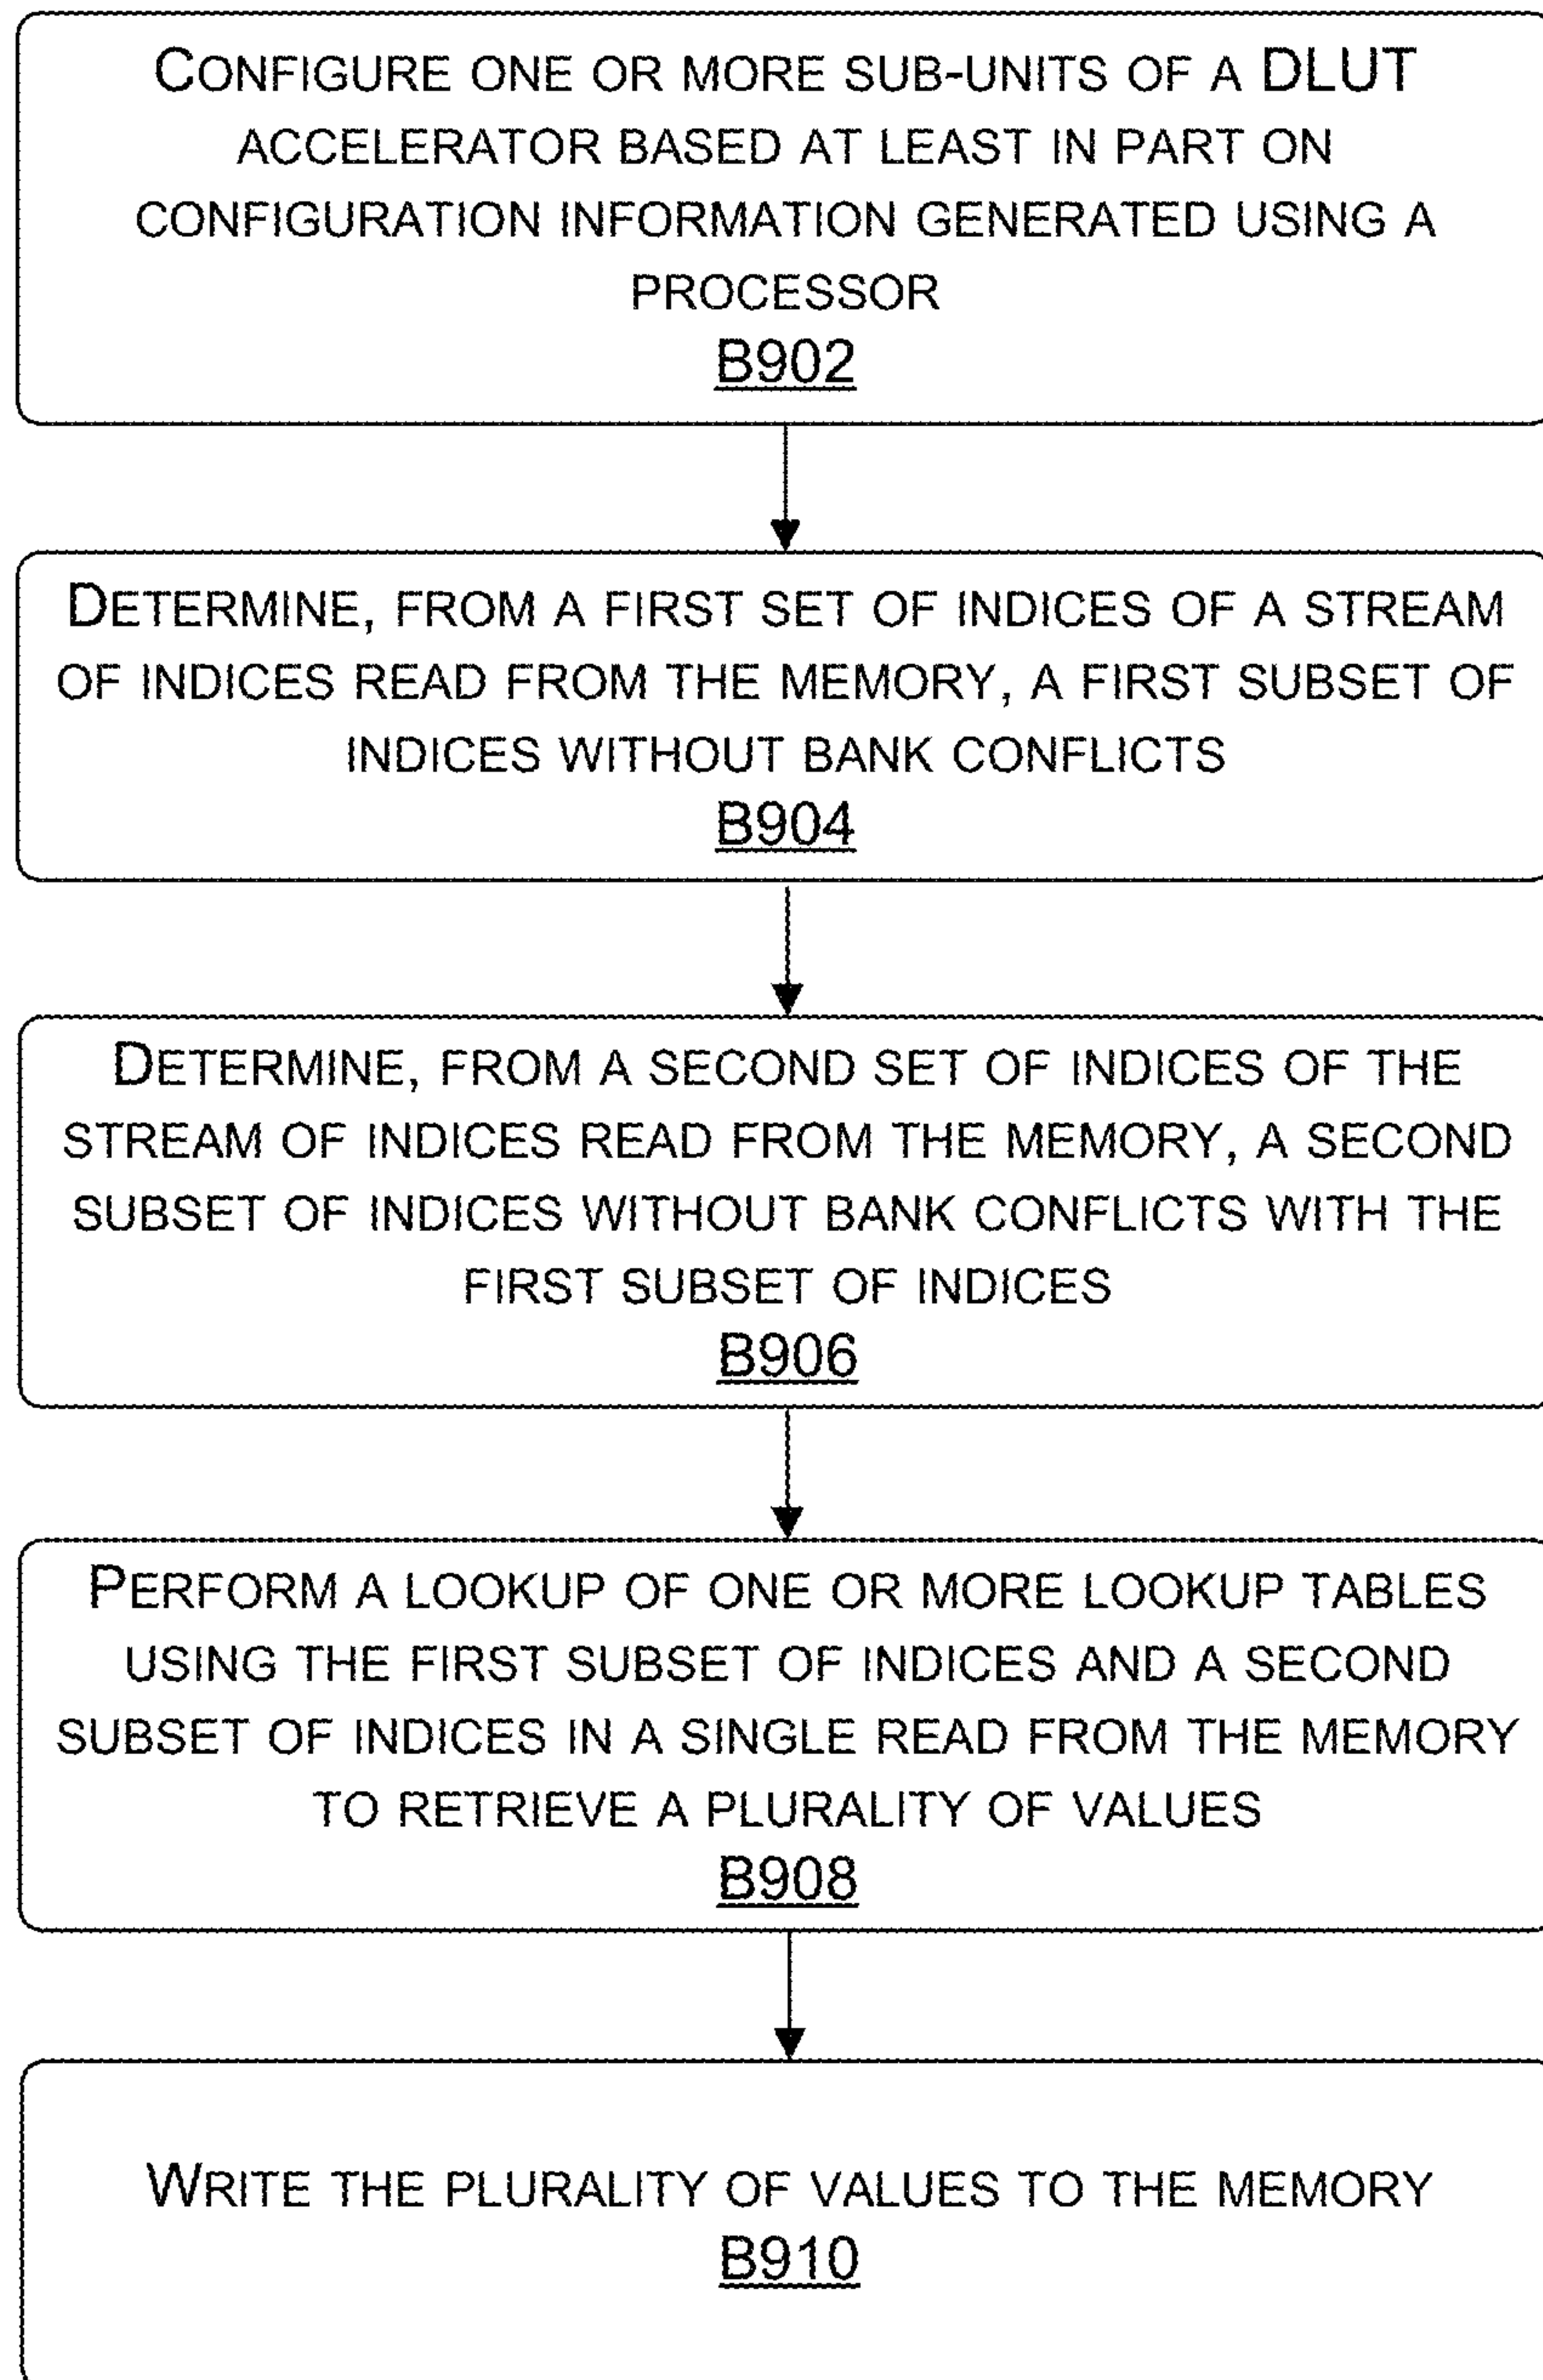 CONFIGURE ONE OR MORE SUB-UNITS OF A DLUT
ACCELERATOR BASED AT LEAST IN PART ON
CONFIGURATION INFORMATION GENERATED USING A
PROCESSOR
B902
DETERMINE, FROM A FIRST SET OF INDICES OF A STREAM
OF INDICES READ FROM THE MEMORY, A FIRST SUBSET OF
INDICES WITHOUT BANK CONFLICTS
B904
DETERMINE, FROM A SECOND SET OF INDICES OF THE
STREAM OF INDICES READ FROM THE MEMORY, A SECOND
SUBSET OF INDICES WITHOUT BANK CONFLICTS WITH THE
FIRST SUBSET OF INDICES
B906
PERFORM A LOOKUP OF ONE OR MORE LOOKUP TABLES
USING THE FIRST SUBSET OF INDICES AND A SECOND
SUBSET OF INDICES IN A SINGLE READ FROM THE MEMORY
TO RETRIEVE A PLURALITY OF VALUES
B908
WRITE THE PLURALITY OF VALUES TO THE MEMORY
B910